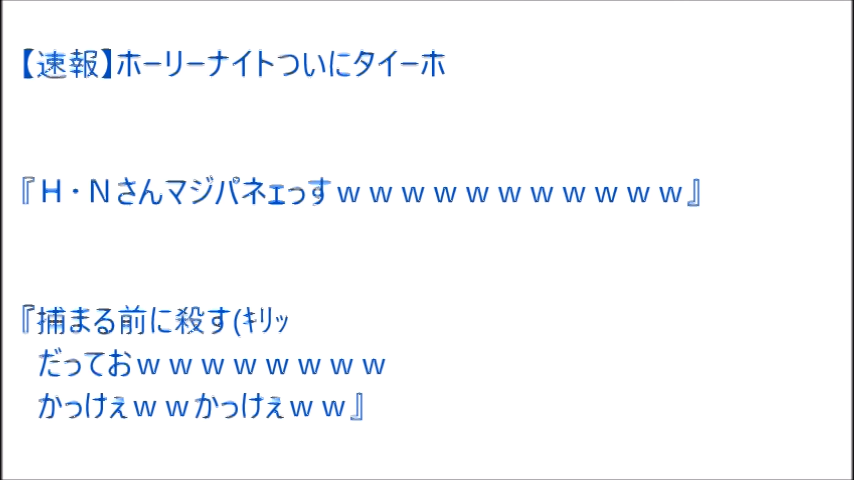 【速報】ホーリーナイトついにタイーホ
『H・Nさんマジパネェっすｗｗｗｗｗｗｗｗｗｗｗ』
『捕まる前に殺す(ｷﾘｯ
だっておｗｗｗｗｗｗｗｗ
かっけぇｗｗかっけぇｗｗ』